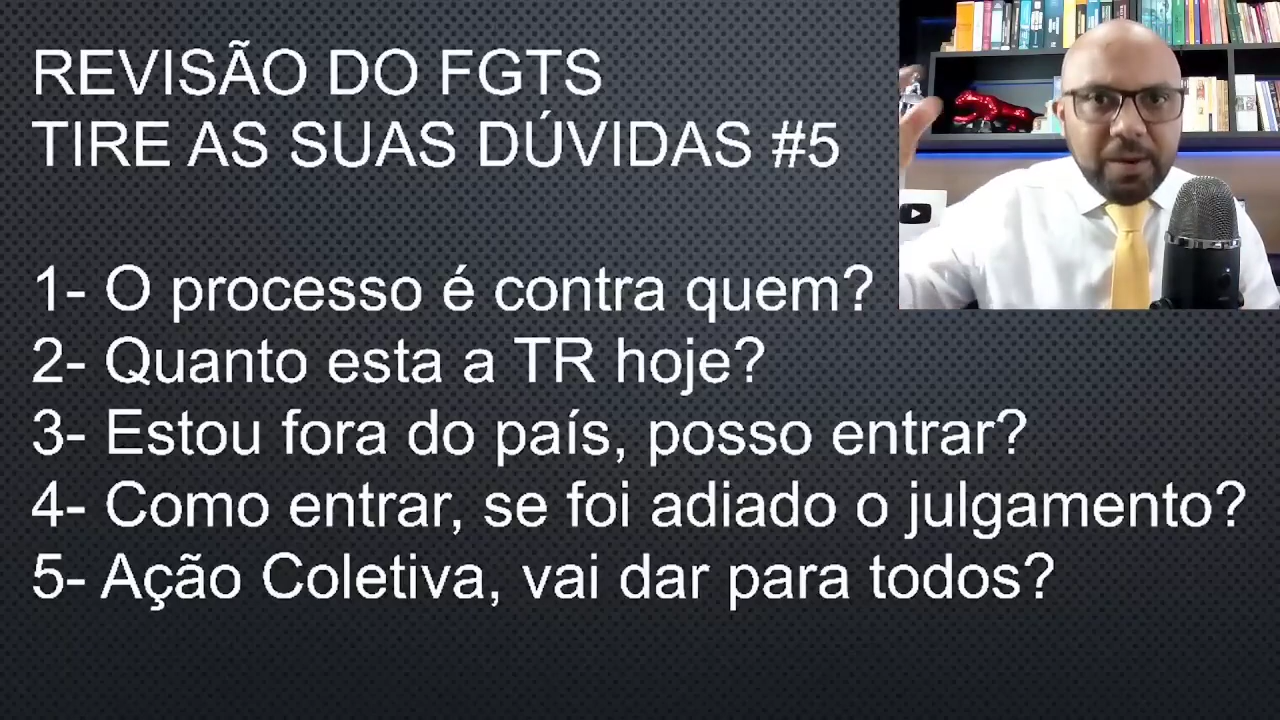 REVISÃO DO FGTS
TIRE AS SUAS DÚVIDAS #5
1- O processo é contra quem?
2- Quanto esta a TR hoje?
3- Estou fora do país, posso entrar?
4- Como entrar, se foi adiado o julgamento?
5- Ação Coletiva, vai dar para todos?